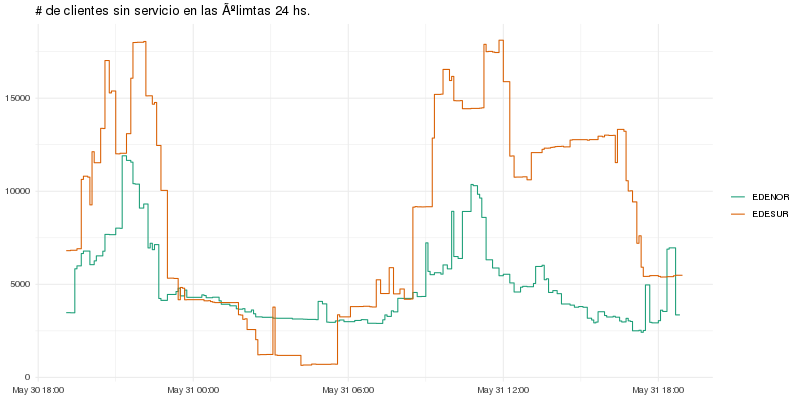 # de clientes sin servicio en las Ãºlimtas 24 hs.
15000
10000
5000
0
May 30 18:00
May 31 00:00
May 31 06:00
May 31 12:00
May 31 18:00
EDENOR
EDESUR